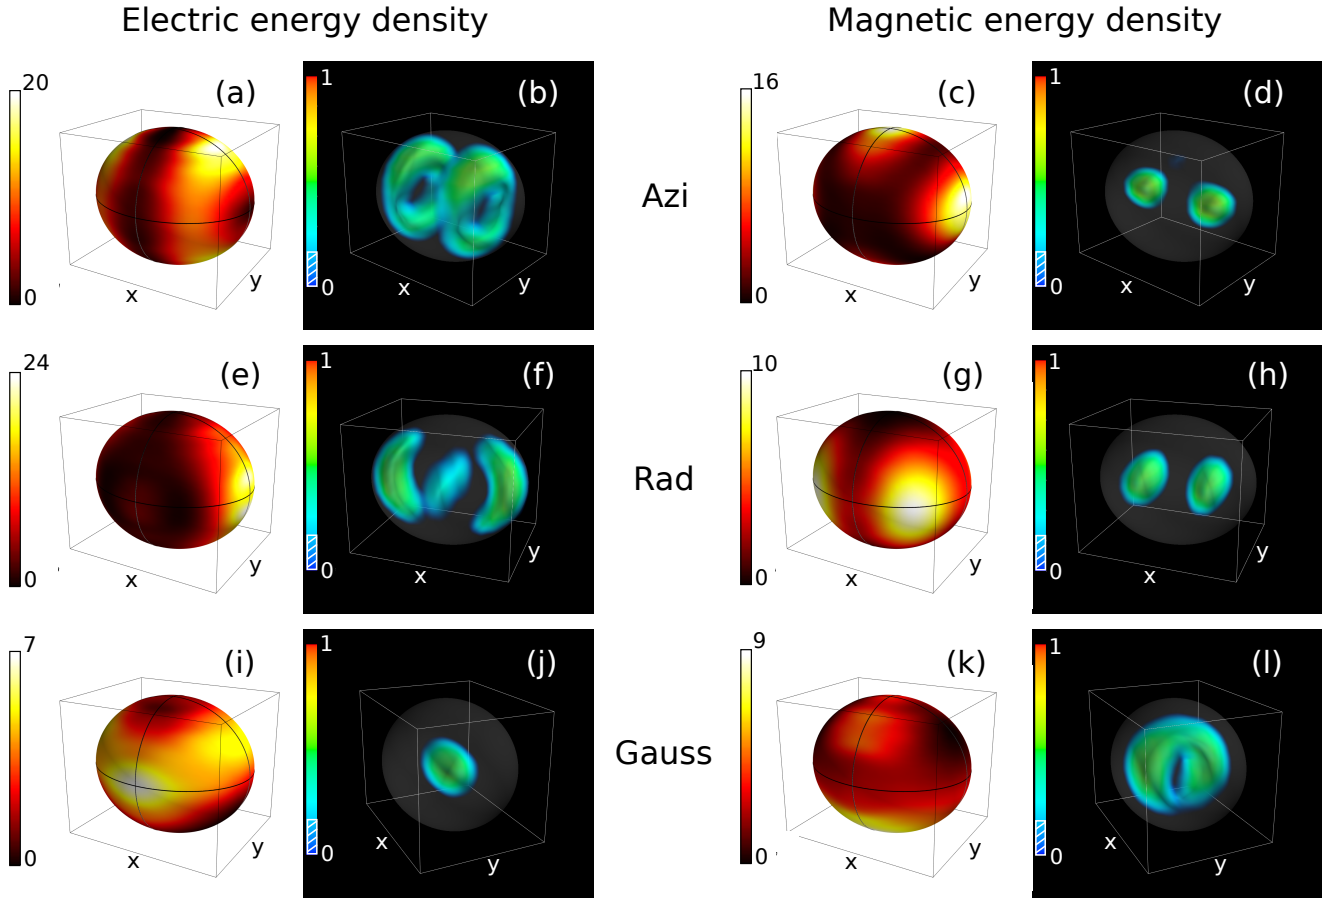 Electric energy density
Magnetic energy density
20
(a)
0
x
y
1
(b)
0
x
y
Azi
16
(c)
0
x
y
1
(d)
0
x
y
24
(e)
0
x
y
1
(f)
0
x
y
Rad
10
(g)
0
x
y
1
(h)
0
x
y
7
(i)
0
x
y
1
(j)
0
x
y
Gauss
9
(k)
0
x
y
1
(l)
0
x
y